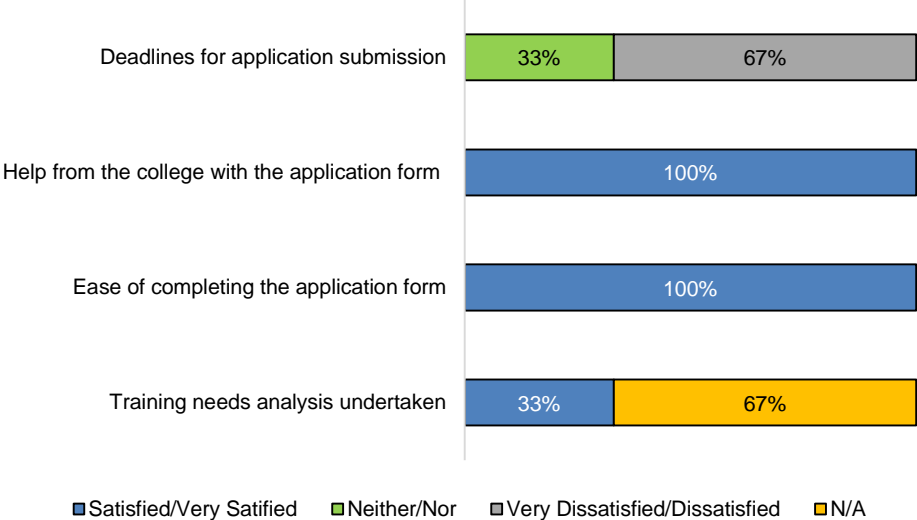 Deadlines for application submission
33%
67%
Help from the college with the application form
100%
Ease of completing the application form
100%
Training needs analysis undertaken
33%
67%
Satisfied/Very Satified
Neither/Nor
Very Dissatisfied/Dissatisfied
N/A